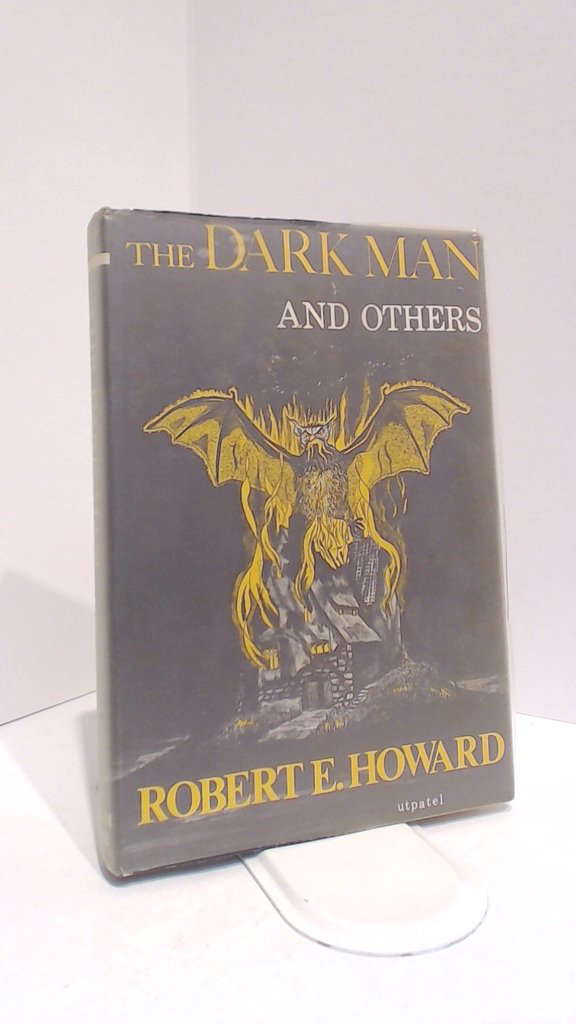 THE DARK MAN
AND OTHERS
ROBERT E. HOWARD
utpatel